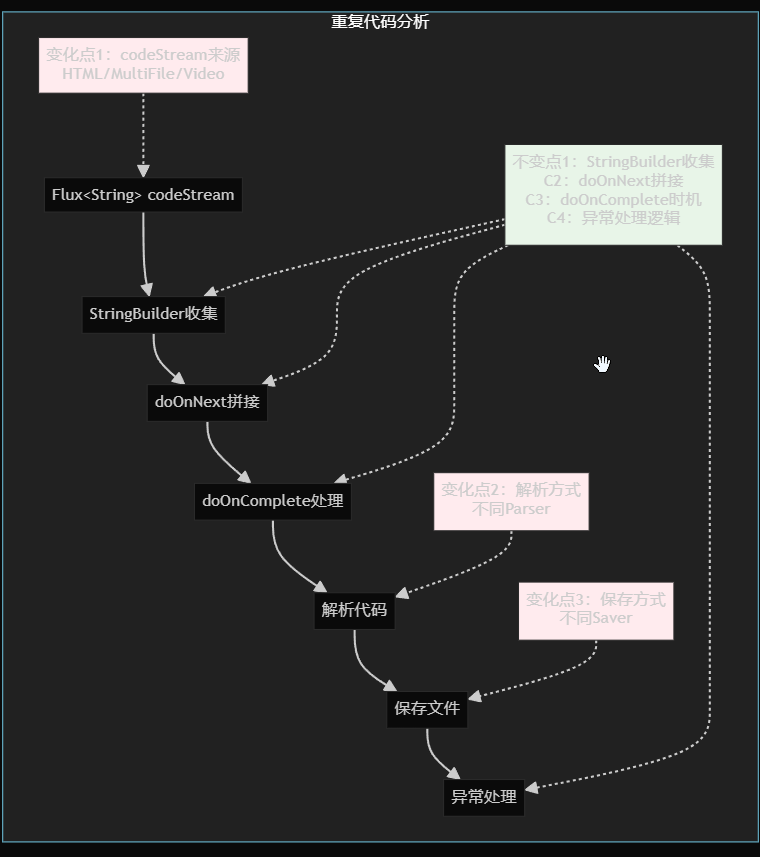 重复代码分析
变化点1：codeStream来源
HTML/MultiFile/Video
Flux<String> codeStream
不变点1：StringBuilder收集
C2：doOnNext拼接
C3：doOnComplete时机
C4：异常处理逻辑
StringBuilder收集
doOnNext拼接
doOnComplete处理
变化点2：解析方式
不同Parser
解析代码
变化点3：保存方式
不同Saver
保存文件
异常处理